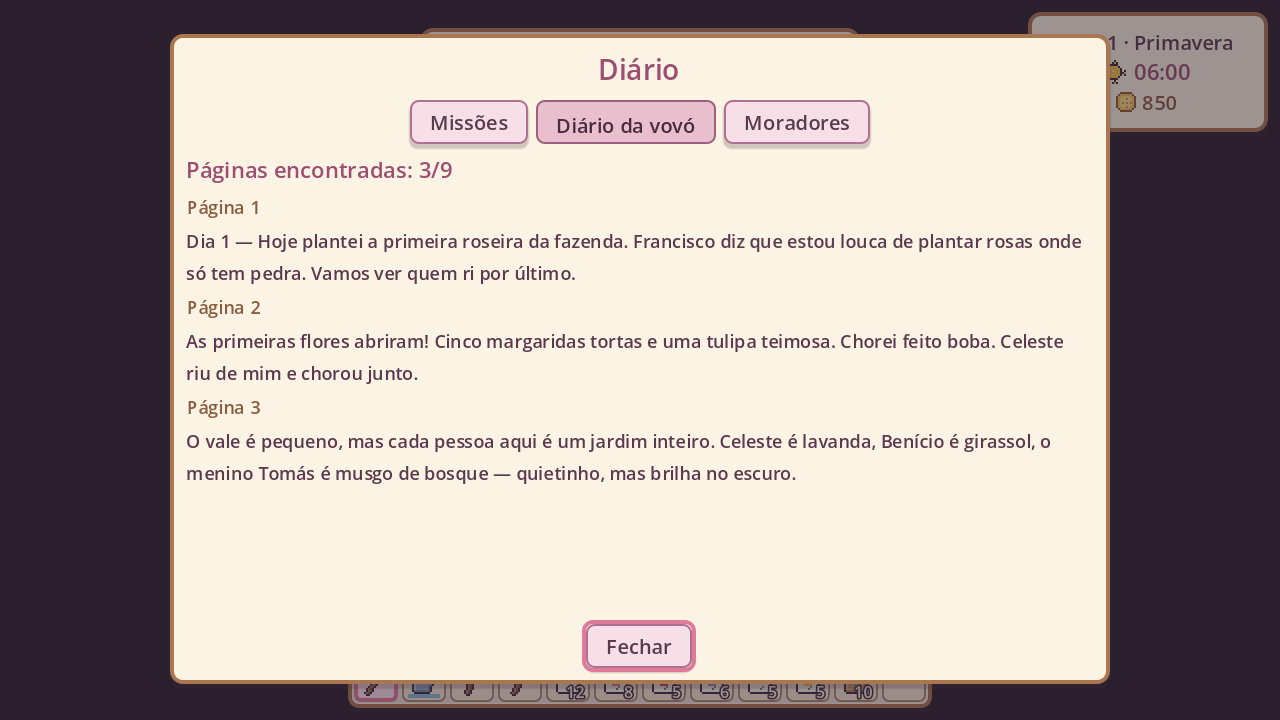 1 · Primavera
06:00
850
Diário
Missões
Diário da vovó
Moradores
Páginas encontradas: 3/9
Página 1
Dia 1 — Hoje plantei a primeira roseira da fazenda. Francisco diz que estou louca de plantar rosas onde
só tem pedra. Vamos ver quem ri por último.
Página 2
As primeiras flores abriram! Cinco margaridas tortas e uma tulipa teimosa. Chorei feito boba. Celeste
riu de mim e chorou junto.
Página 3
O vale é pequeno, mas cada pessoa aqui é um jardim inteiro. Celeste é lavanda, Benício é girassol, o
menino Tomás é musgo de bosque — quietinho, mas brilha no escuro.
Fechar
12 8 5 6 5 5 10